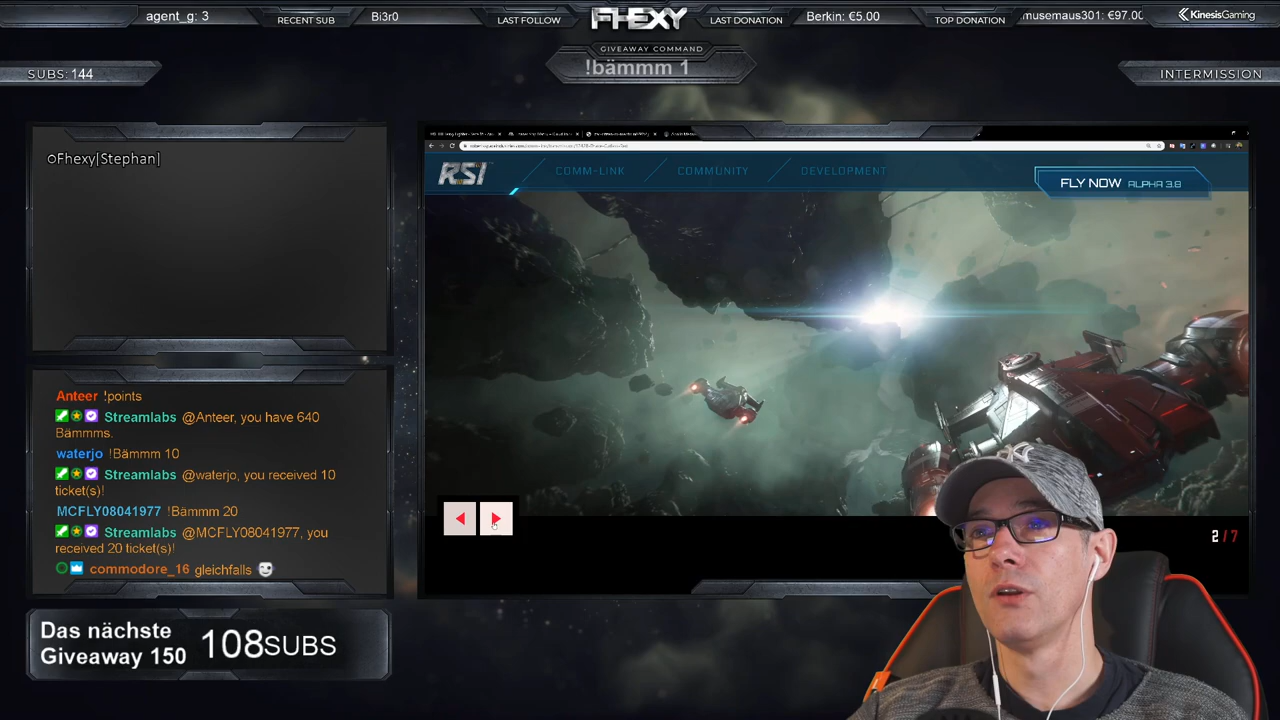 agent_g: 3
RECENT SUB
Bi3r0
LAST FOLLOW
FHEXY
LAST DONATION
Berkin: €5.00
TOP DONATION
musemaus301: €97.00
KinesisGaming
GIVEAWAY COMMAND
!bämmm 1
SUBS: 144
INTERMISSION
OFhexy[Stephan]
RSI
COMM-LINK
COMMUNITY
DEVELOPMENT
FLY NOW ALPHA 3.8
Anteer !points
Streamlabs @Anteer, you have 640
Bämmms.
waterjo !Bämmm 10
Streamlabs @waterjo, you received 10
ticket(s)!
MCFLY08041977 !Bämmm 20
Streamlabs @MCFLY08041977, you
received 20 ticket(s)!
commodore_16 gleichfalls
2 / 7
Das nächste
Giveaway 150
108SUBS